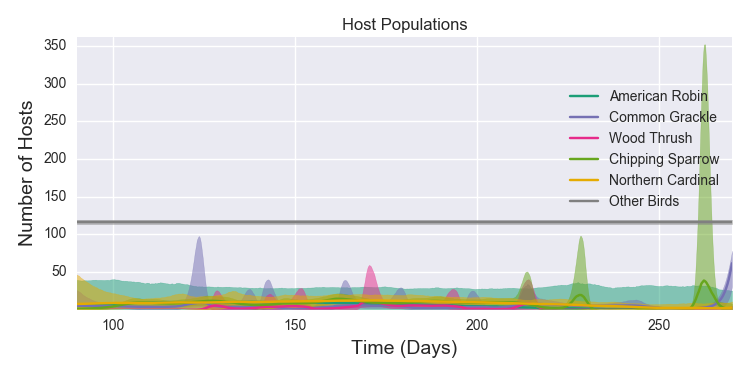 Host Populations
350
300
250
200
150
100
50
Number of Hosts
American Robin
Common Grackle
Wood Thrush
Chipping Sparrow
Northern Cardinal
Other Birds
100
150
200
250
Time (Days)